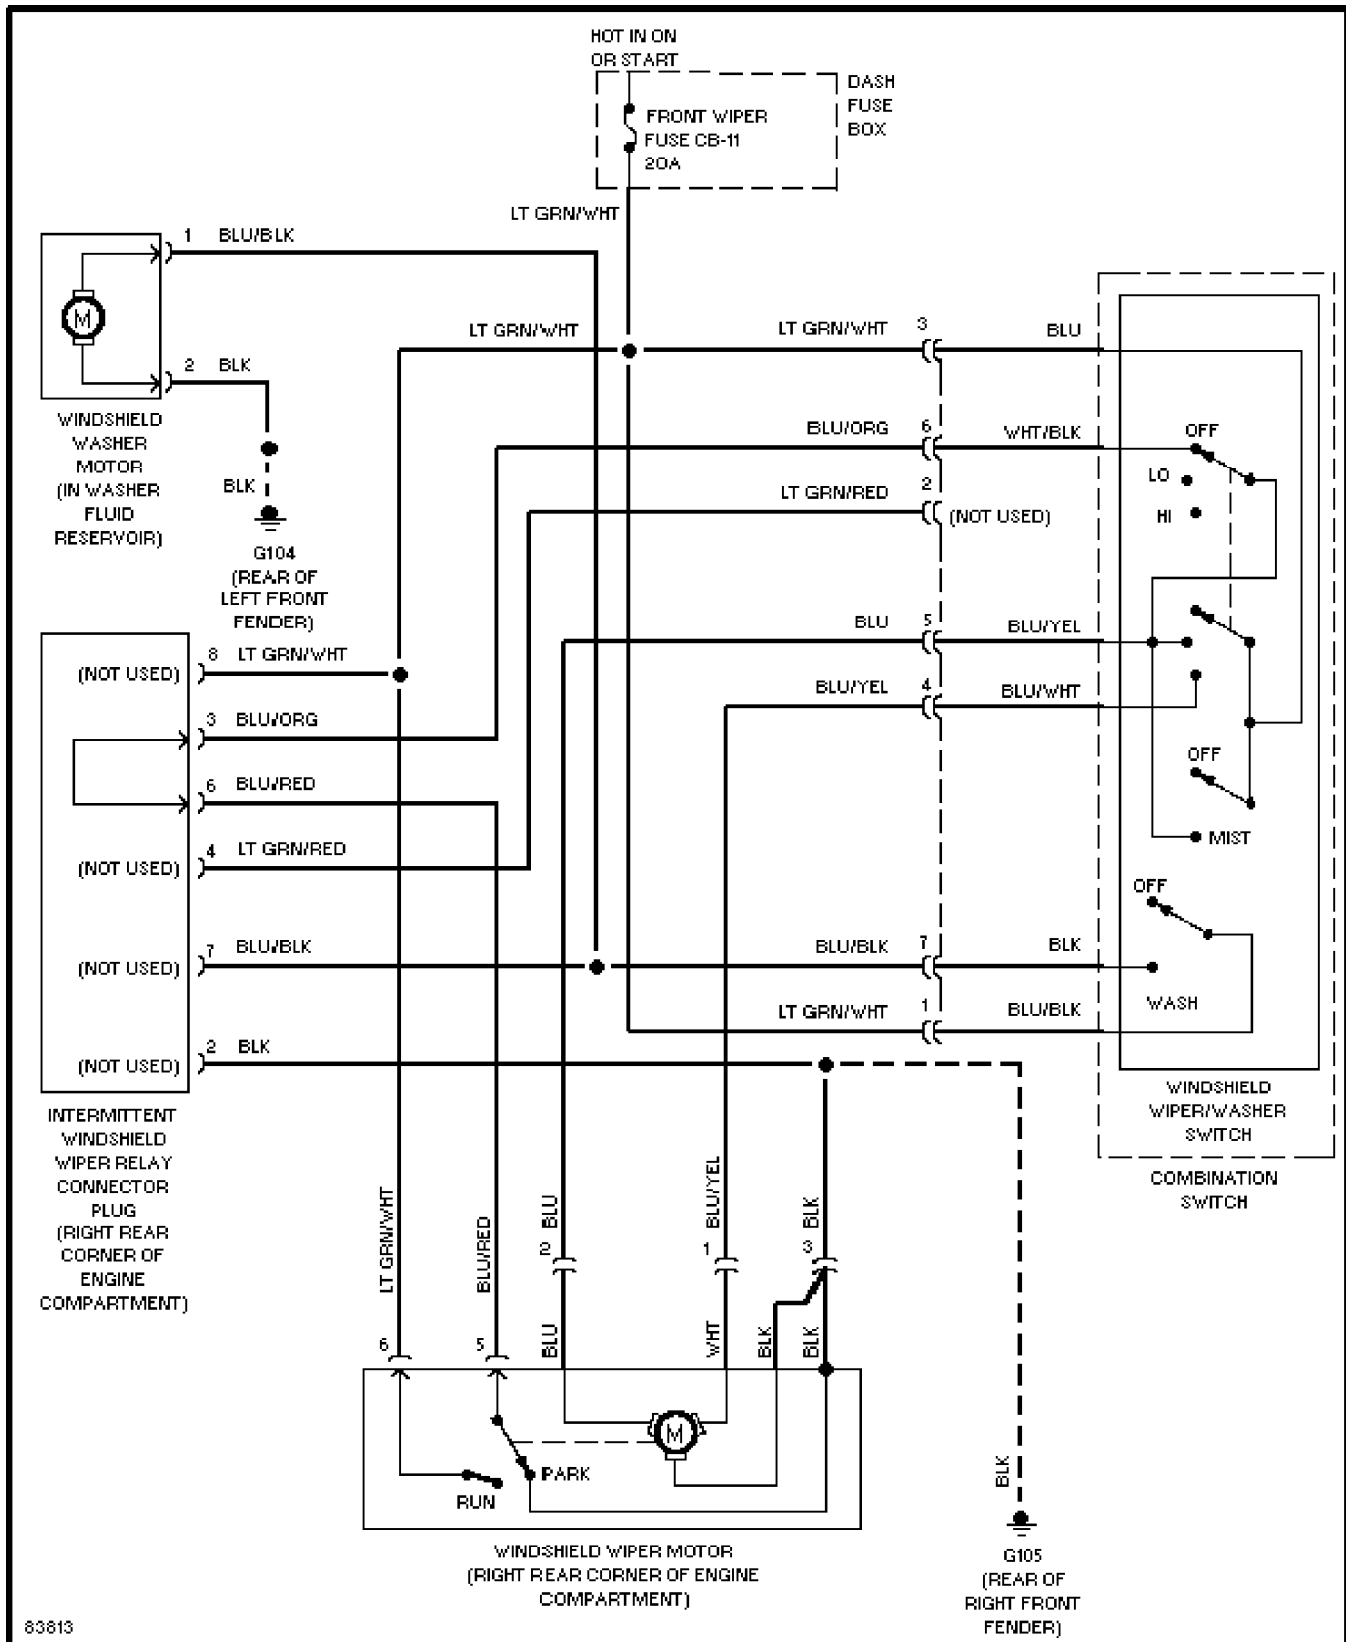 HOT IN ON
OR START
DASH
FUSE
BOX
FRONT WIPER
FUSE CB-11
20A
LT GRN/WHT
1 BLU/BLK
M
2 BLK
WINDSHIELD
WASHER
MOTOR
(IN WASHER
FLUID
RESERVOIR)
BLK
G104
(REAR OF
LEFT FRONT
FENDER)
LT GRN/WHT
LT GRN/WHT 3 BLU
BLU/ORG 6 WHT/BLK
LT GRN/RED 2 (NOT USED)
BLU 5 BLU/YEL
BLU/YEL 4 BLU/WHT
OFF
LO
HI
OFF
MIST
OFF
WASH
BLU/BLK 7 BLK
LT GRN/WHT 1 BLU/BLK
WINDSHIELD
WIPER/WASHER
SWITCH
COMBINATION
SWITCH
(NOT USED) 8 LT GRN/WHT
3 BLU/ORG
6 BLU/RED
(NOT USED) 4 LT GRN/RED
(NOT USED) 7 BLU/BLK
(NOT USED) 2 BLK
INTERMITTENT
WINDSHIELD
WIPER RELAY
CONNECTOR
PLUG
(RIGHT REAR
CORNER OF
ENGINE
COMPARTMENT)
LT GRN/WHT
BLU/RED
BLU
BLU/YEL
BLK
2
1
3
6
5
BLU
WHT
BLK
BLK
M
PARK
RUN
WINDSHIELD WIPER MOTOR
(RIGHT REAR CORNER OF ENGINE
COMPARTMENT)
BLK
G105
(REAR OF
RIGHT FRONT
FENDER)
83813